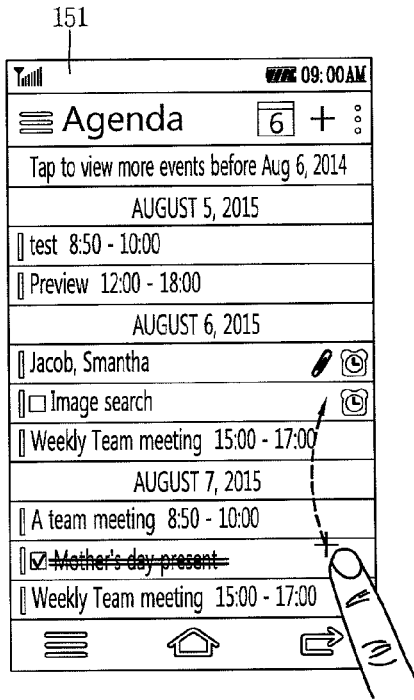 151
09:00AM
Agenda 6
Tap to view more events before Aug 6, 2014
AUGUST 5, 2015
test 8:50 - 10:00
Preview 12:00 - 18:00
AUGUST 6, 2015
Jacob, Smantha
Image search
Weekly Team meeting 15:00 - 17:00
AUGUST 7, 2015
A team meeting 8:50 - 10:00
Mother's day present
Weekly Team meeting 15:00 - 17:00